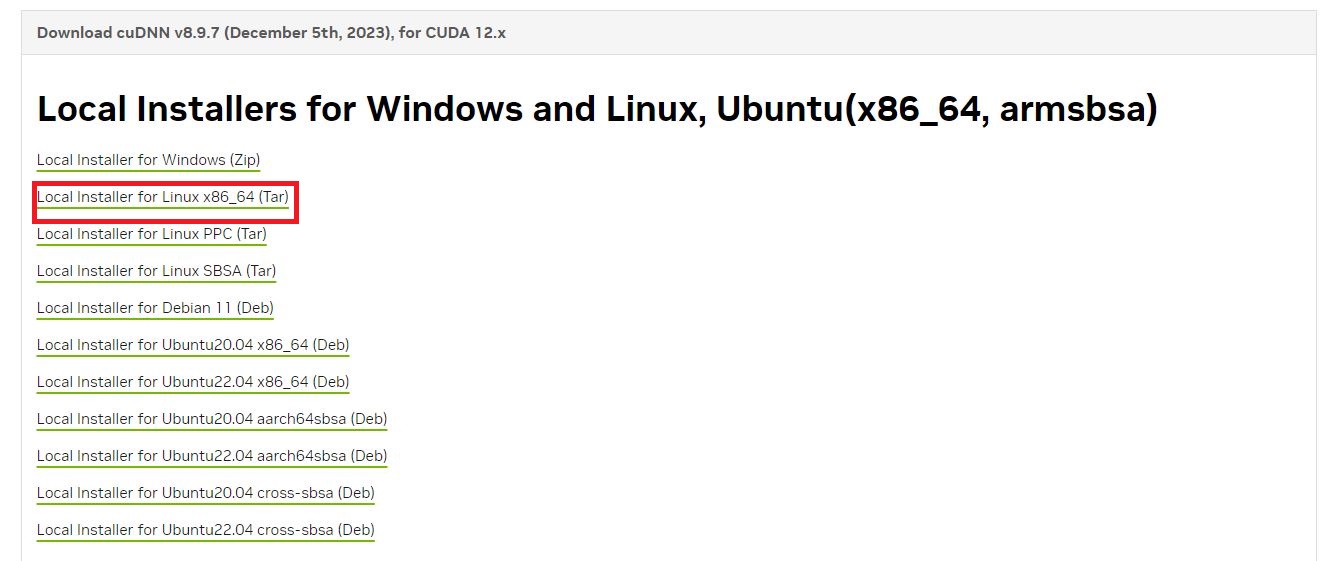 Download cuDNN v8.9.7 (December 5th, 2023), for CUDA 12.x
Local Installers for Windows and Linux, Ubuntu(x86_64, armsbsa)
Local Installer for Windows (Zip)
Local Installer for Linux x86_64 (Tar)
Local Installer for Linux PPC (Tar)
Local Installer for Linux SBSA (Tar)
Local Installer for Debian 11 (Deb)
Local Installer for Ubuntu20.04 x86_64 (Deb)
Local Installer for Ubuntu22.04 x86_64 (Deb)
Local Installer for Ubuntu20.04 aarch64sbsa (Deb)
Local Installer for Ubuntu22.04 aarch64sbsa (Deb)
Local Installer for Ubuntu20.04 cross-sbsa (Deb)
Local Installer for Ubuntu22.04 cross-sbsa (Deb)